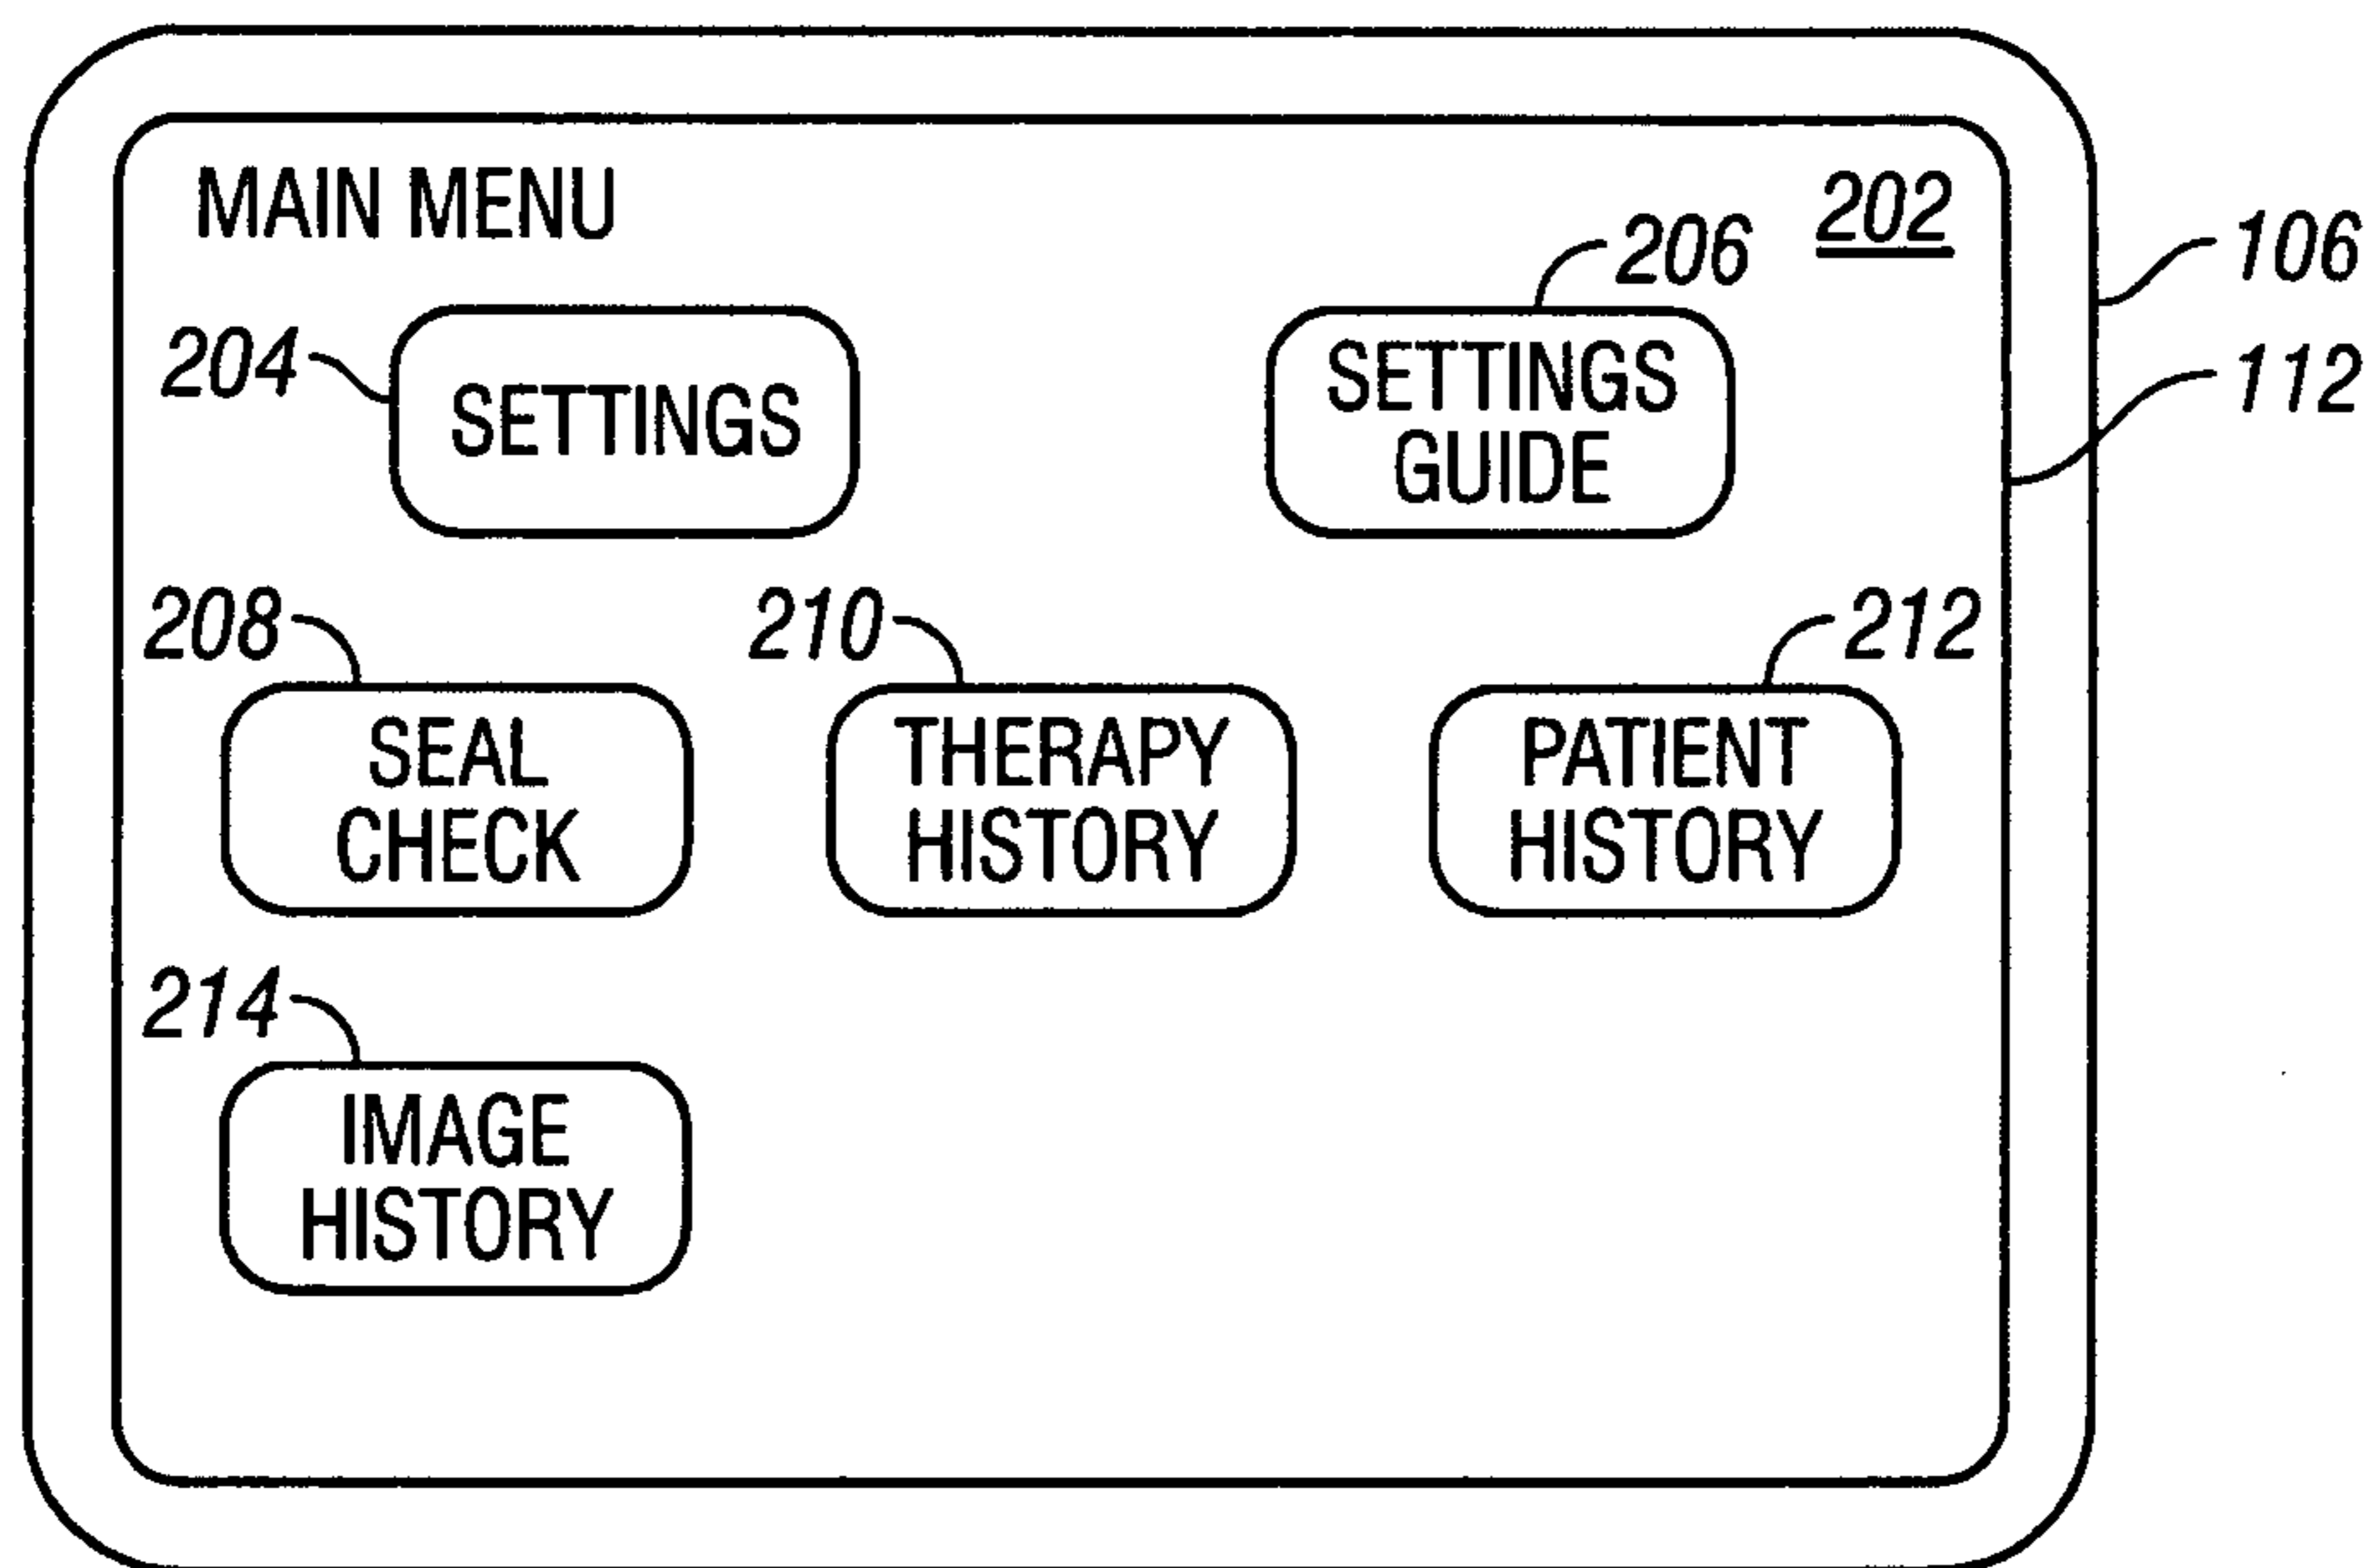 MAIN MENU
202
206
106
204
SETTINGS
SETTINGS
GUIDE
112
208
210
212
SEAL
CHECK
THERAPY
HISTORY
PATIENT
HISTORY
214
IMAGE
HISTORY